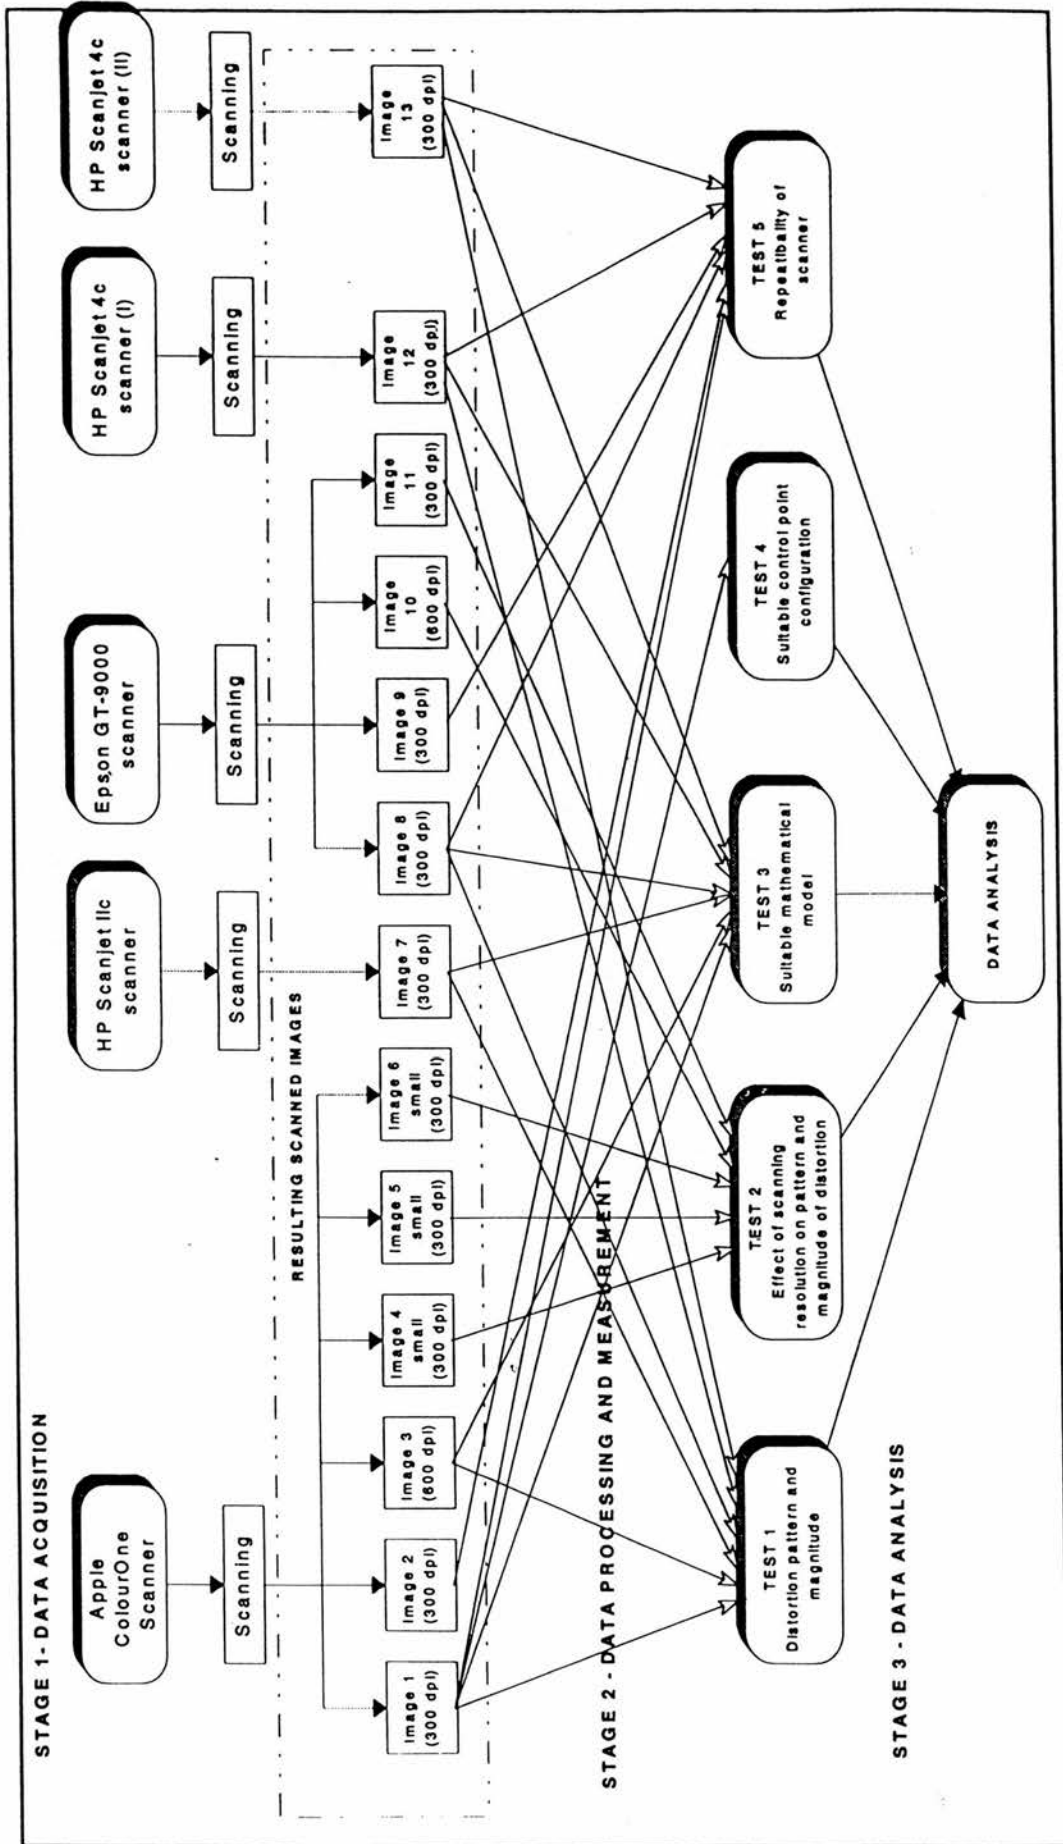 STAGE 1 - DATA ACQUISITION
Apple
ColourOne
Scanner
HP Scanjet IIc
scanner
Epson GT-9000
scanner
HP Scanjet 4c
scanner (I)
HP Scanjet 4c
scanner (II)
Scanning
Scanning
Scanning
Scanning
Scanning
RESULTING SCANNED IMAGES
Image 1
(300 dpi)
Image 2
(300 dpi)
Image 3
(600 dpi)
Image 4
small
(300 dpi)
Image 5
small
(300 dpi)
Image 6
small
(300 dpi)
Image 7
(300 dpi)
Image 8
(300 dpi)
Image 9
(300 dpi)
Image
10
(600 dpi)
Image
11
(300 dpi)
Image
12
(300 dpi)
Image
13
(300 dpi)
STAGE 2 - DATA PROCESSING AND MEASUREMENT
TEST 1
Distortion pattern and
magnitude
TEST 2
Effect of scanning
resolution on pattern and
magnitude of distortion
TEST 3
Suitable mathematical
model
TEST 4
Suitable control point
configuration
TEST 5
Repeatibality of
scanner
STAGE 3 - DATA ANALYSIS
DATA ANALYSIS